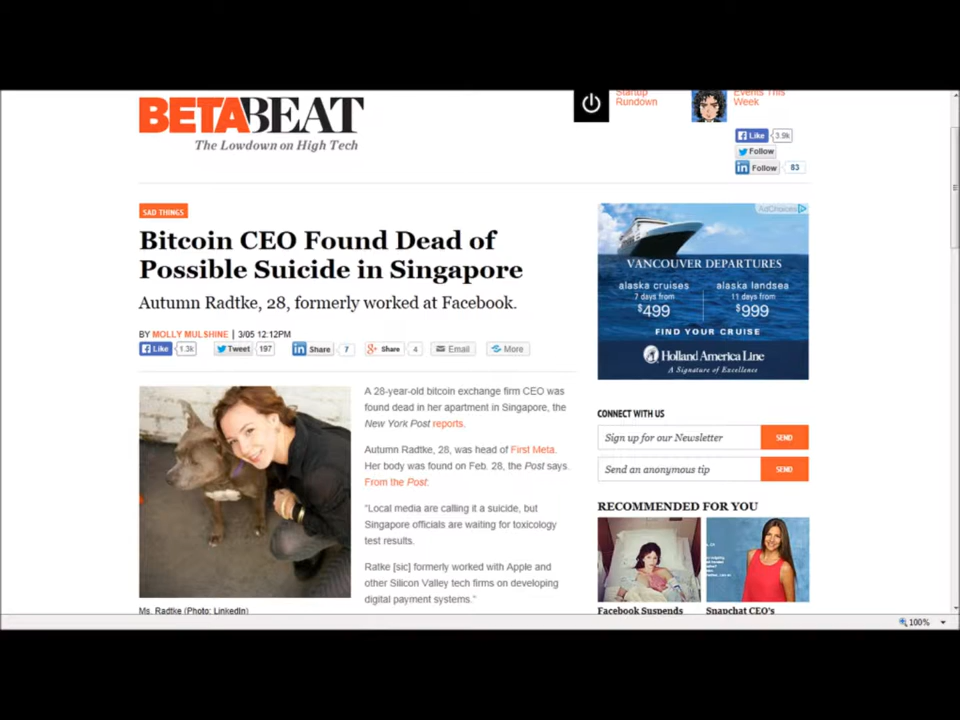 Startup
Rundown
Events This
Week
BETABEAT
The Lowdown on High Tech
Like 3.9k
Follow
Follow 83
SAD THINGS
Bitcoin CEO Found Dead of
Possible Suicide in Singapore
Autumn Radtke, 28, formerly worked at Facebook.
BY MOLLY MULSHINE | 3/05 12:12PM
Like 1.3k Tweet 197 Share 7 Share 4 Email More
A 28-year-old bitcoin exchange firm CEO was
found dead in her apartment in Singapore, the
New York Post reports.
Autumn Radtke, 28, was head of First Meta.
Her body was found on Feb. 28, the Post says.
From the Post:
“Local media are calling it a suicide, but
Singapore officials are waiting for toxicology
test results.
Ratke [sic] formerly worked with Apple and
other Silicon Valley tech firms on developing
digital payment systems.”
Ms. Radtke (Photo: LinkedIn)
AdChoices
VANCOUVER DEPARTURES
alaska cruises
7 days from
$499
alaska landsea
11 days from
$999
FIND YOUR CRUISE
Holland America Line
A Signature of Excellence
CONNECT WITH US
Sign up for our Newsletter SEND
Send an anonymous tip SEND
RECOMMENDED FOR YOU
Facebook Suspends
Snapchat CEO's
100%